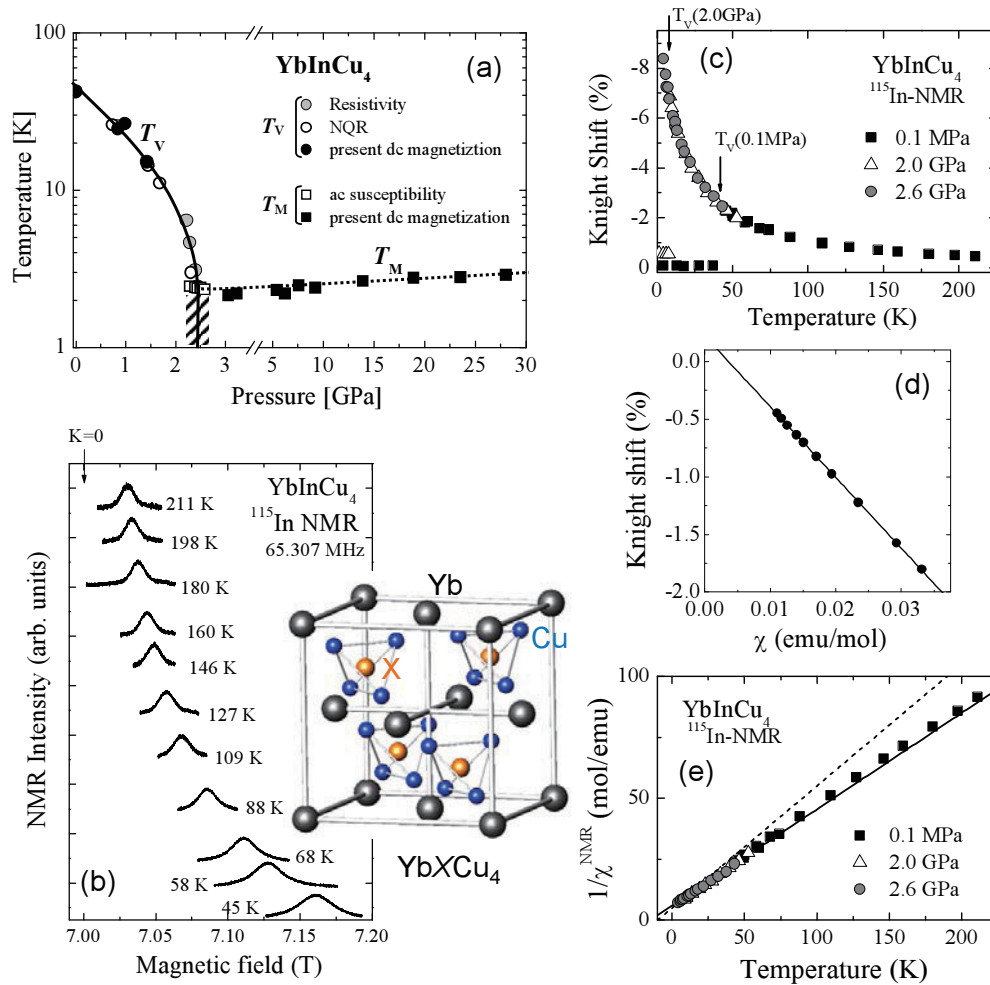 (a)
YbInCu4
TV
Resistivity
NQR
present dc magnetiztion
TM
ac susceptibility
present dc magnetization
TV
TM
100
10
1
Temperature [K]
0 1 2 3 5 10 15 20 25 30
Pressure [GPa]
K=0
YbInCu4
115In NMR
65.307 MHz
211 K
198 K
180 K
160 K
146 K
127 K
109 K
88 K
68 K
58 K
45 K
(b)
NMR Intensity (arb. units)
7.00 7.05 7.10 7.15 7.20
Magnetic field (T)
Yb
Cu
X
YbXCu4
TV(2.0GPa)
(c)
YbInCu4
115In-NMR
0.1 MPa
2.0 GPa
2.6 GPa
TV(0.1MPa)
-8
-6
-4
-2
0
Knight Shift (%)
0 50 100 150 200
Temperature (K)
(d)
0.0
-0.5
-1.0
-1.5
-2.0
Knight shift (%)
0.00 0.01 0.02 0.03
χ (emu/mol)
YbInCu4
115In-NMR
(e)
0.1 MPa
2.0 GPa
2.6 GPa
100
50
0
1/χNMR (mol/emu)
0 50 100 150 200
Temperature (K)